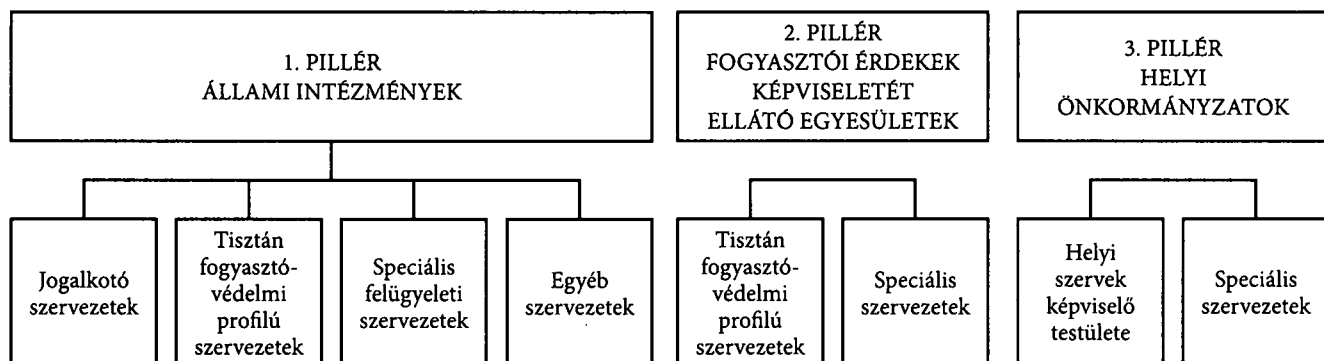 1. PILLÉR
ÁLLAMI INTÉZMÉNYEK
2. PILLÉR
FOGYASZTÓI ÉRDEKEK
KÉPVISELETÉT
ELLÁTÓ EGYESÜLETEK
3. PILLÉR
HELYI
ÖNKORMÁNYZATOK
Jogalkotó
szervezetek
Tisztán
fogyasztó-
védelmi
profilú
szervezetek
Speciális
felügyeleti
szervezetek
Egyéb
szervezetek
Tisztán
fogyasztó-
védelmi
profilú
szervezetek
Speciális
szervezetek
Helyi
szervek
képviselő
testülete
Speciális
szervezetek